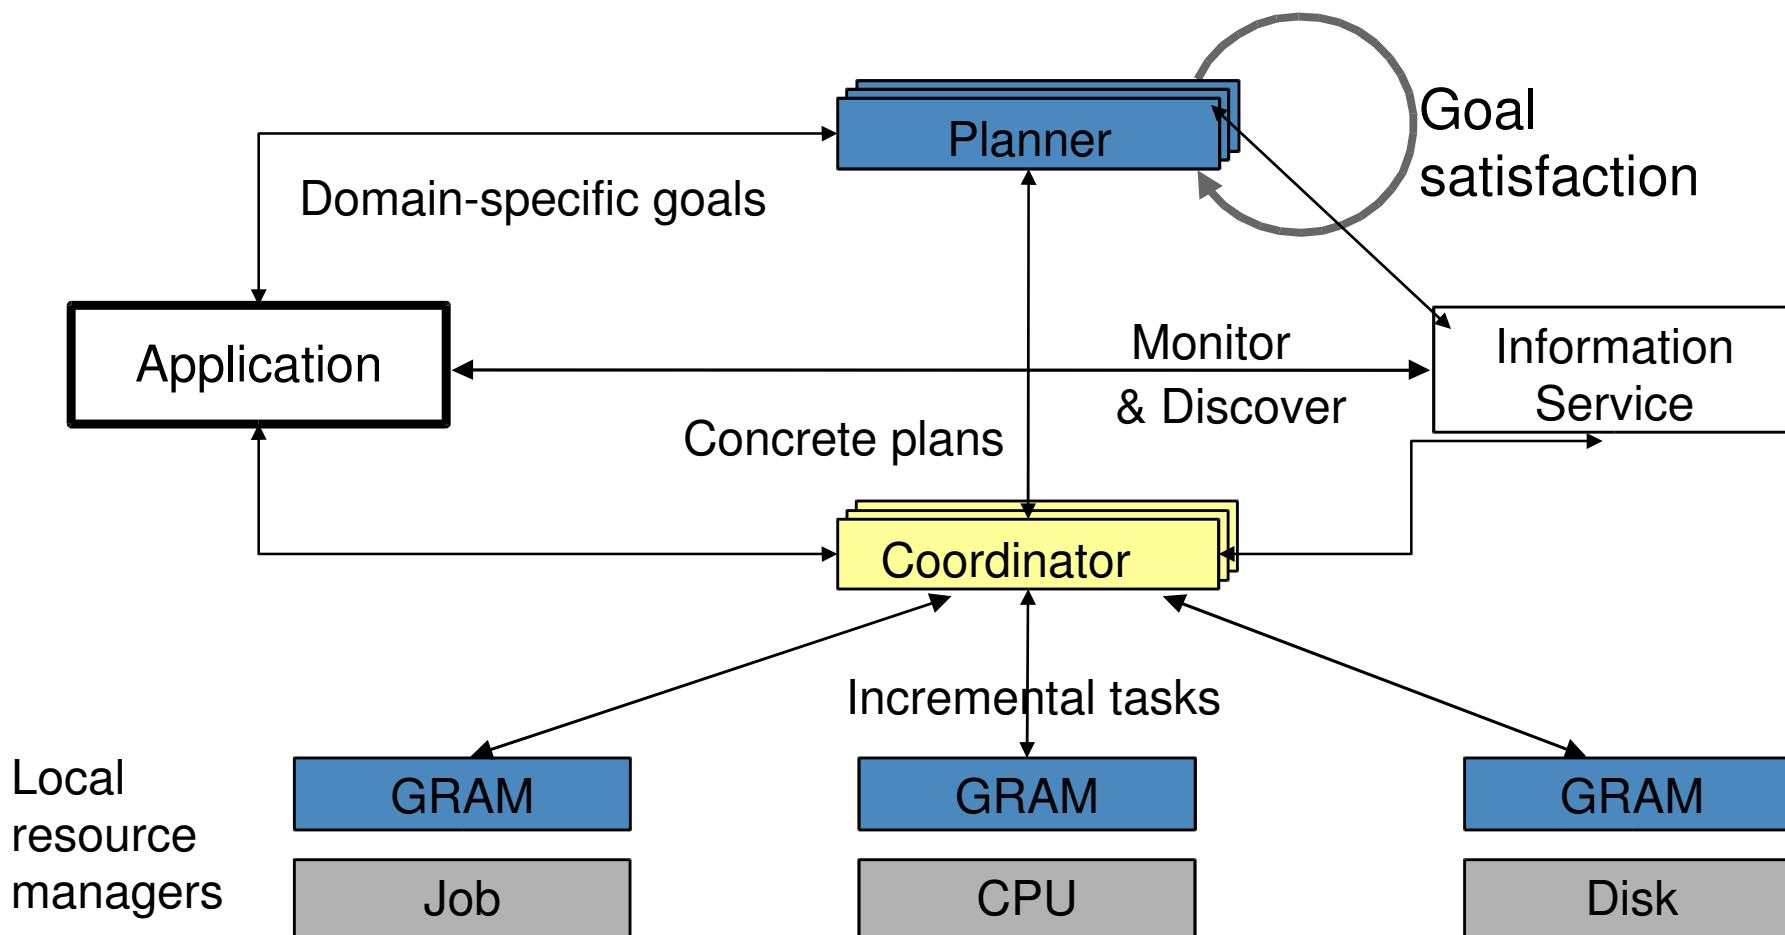 Planner
Goal
satisfaction
Domain-specific goals
Application
Monitor
& Discover
Information
Service
Concrete plans
Coordinator
Incremental tasks
Local
resource
managers
GRAM
GRAM
GRAM
Job
CPU
Disk